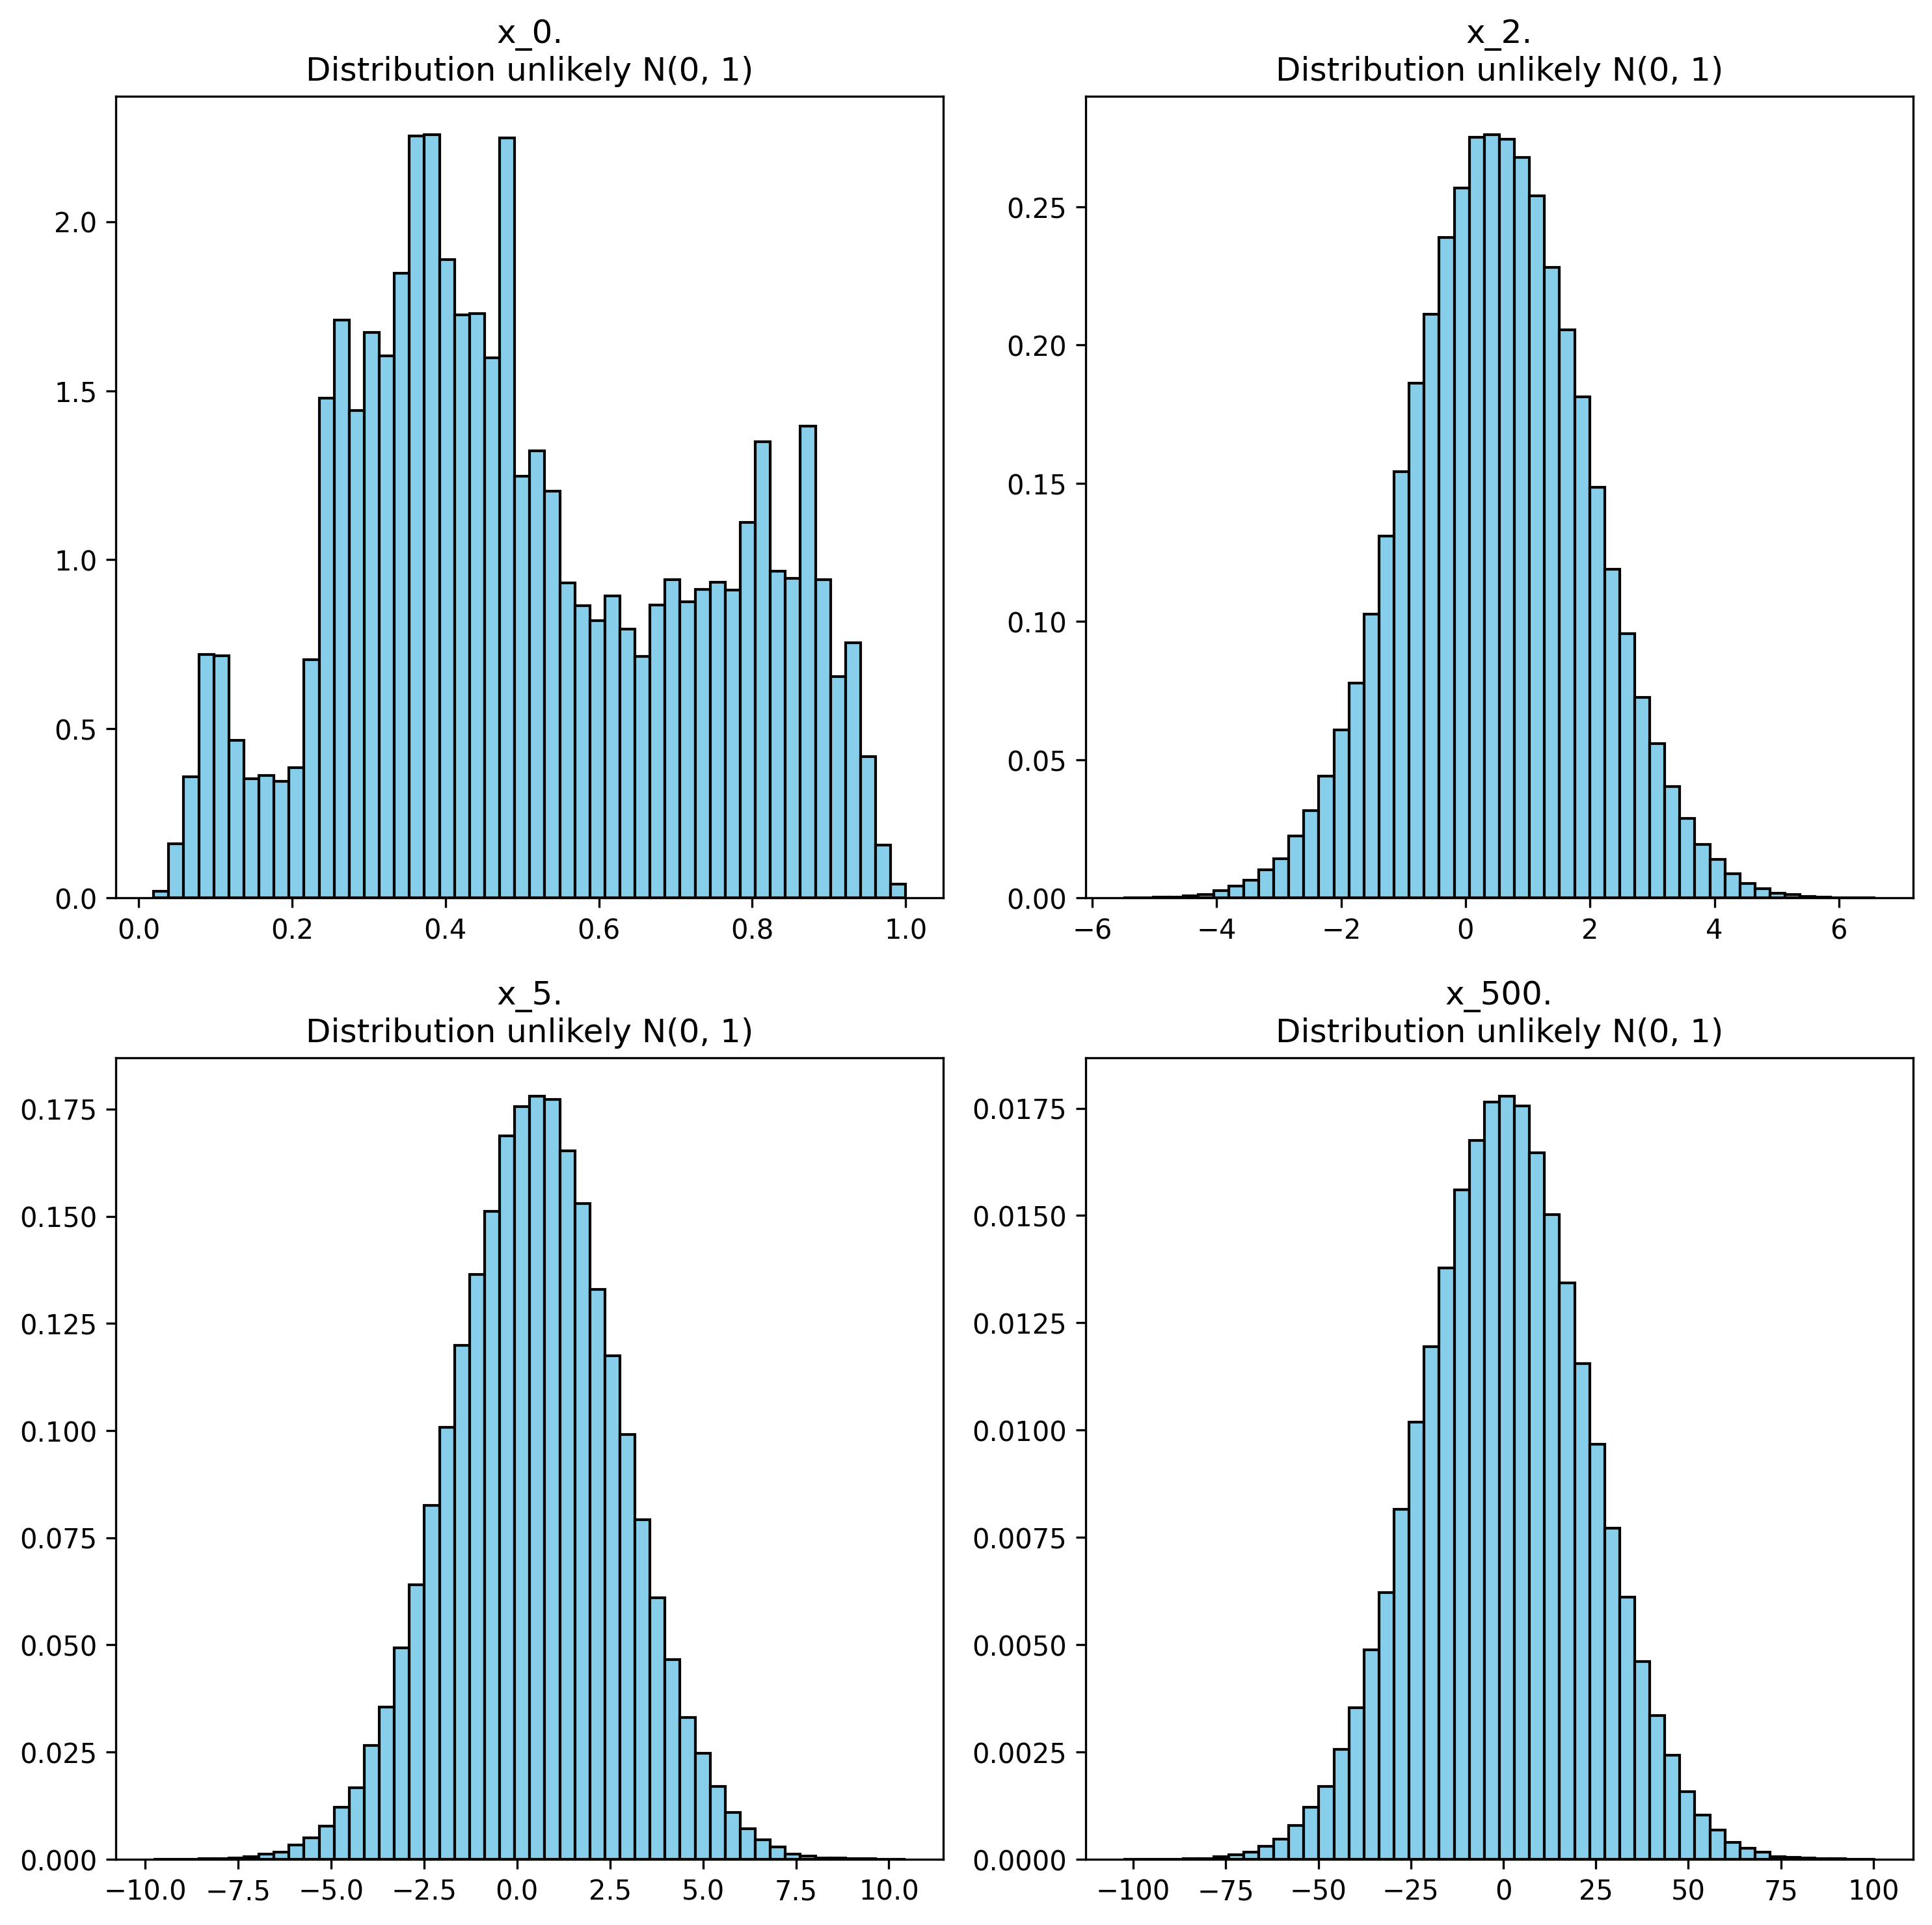 x_0.
Distribution unlikely N(0, 1)
2.0
1.5
1.0
0.5
0.0
0.0 0.2 0.4 0.6 0.8 1.0
x_2.
Distribution unlikely N(0, 1)
0.25
0.20
0.15
0.10
0.05
0.00
−6 −4 −2 0 2 4 6
x_5.
Distribution unlikely N(0, 1)
0.175
0.150
0.125
0.100
0.075
0.050
0.025
0.000
−10.0 −7.5 −5.0 −2.5 0.0 2.5 5.0 7.5 10.0
x_500.
Distribution unlikely N(0, 1)
0.0175
0.0150
0.0125
0.0100
0.0075
0.0050
0.0025
0.0000
−100 −75 −50 −25 0 25 50 75 100